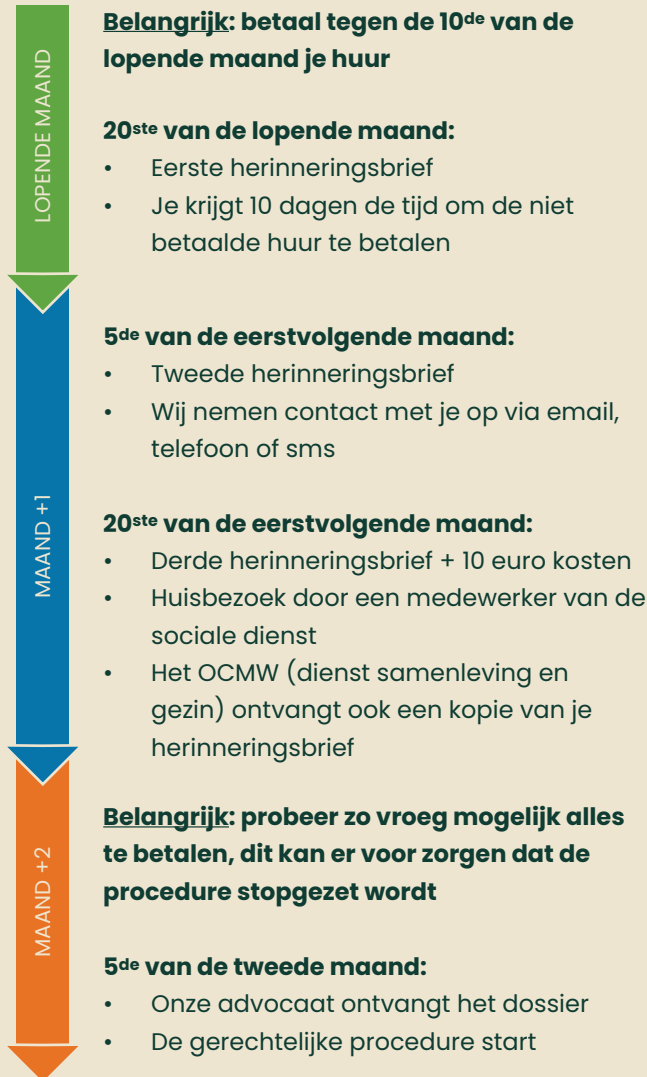 Belangrijk: betaal tegen de 10de van de
lopende maand je huur
LOPENDE MAAND
20ste van de lopende maand:
• Eerste herinneringsbrief
• Je krijgt 10 dagen de tijd om de niet
betaalde huur te betalen
5de van de eerstvolgende maand:
• Tweede herinneringsbrief
• Wij nemen contact met je op via email,
telefoon of sms
MAAND +1
20ste van de eerstvolgende maand:
• Derde herinneringsbrief + 10 euro kosten
• Huisbezoek door een medewerker van de
sociale dienst
• Het OCMW (dienst samenleving en
gezin) ontvangt ook een kopie van je
herinneringsbrief
Belangrijk: probeer zo vroeg mogelijk alles
te betalen, dit kan er voor zorgen dat de
procedure stopgezet wordt
MAAND +2
5de van de tweede maand:
• Onze advocaat ontvangt het dossier
• De gerechtelijke procedure start